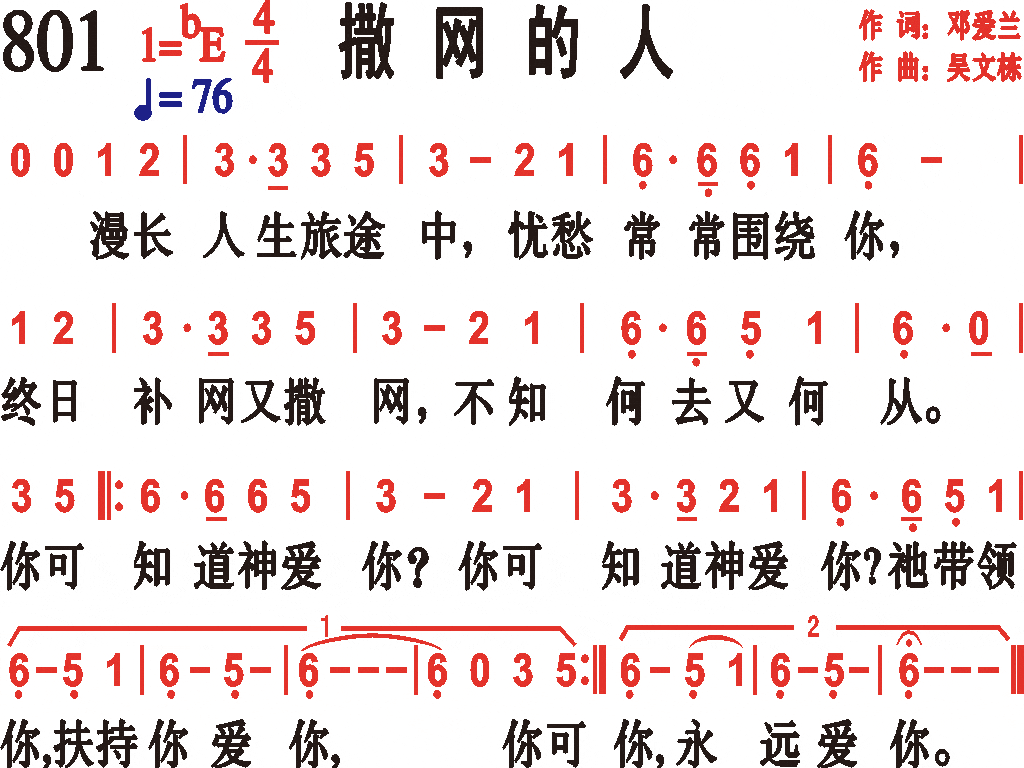 801 1=bE 4/4 撒网的人 作 词：邓爱兰
♩= 76 作 曲：吴文栋
0 0 1 2 | 3 · 3 3 5 | 3 – 2 1 | 6 · 6 6 1 | 6 – |
漫长 人生旅途 中，忧愁 常 常围绕 你，
1 2 | 3 · 3 3 5 | 3 – 2 1 | 6 · 6 5 1 | 6 · 0 |
终日 补 网又撒 网，不知 何 去又何 从。
3 5 ‖: 6 · 6 6 5 | 3 – 2 1 | 3 · 3 2 1 | 6 · 6 5 1 |
你可 知 道神爱 你？你可 知 道神爱 你？祂带领
1 2
6 – 5 1 | 6 – 5 – | 6 – – – | 6 0 3 5 :‖ 6 – 5 1 | 6 – 5 – | 6 – – – ‖
你，扶持你 爱 你， 你可 你，永 远爱 你。